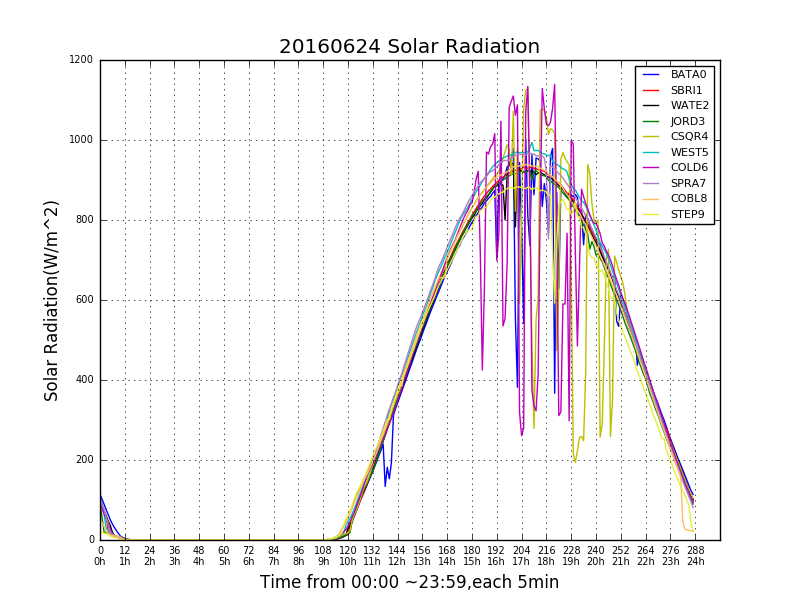 20160624 Solar Radiation
Solar Radiation(W/m^2)
1200
1000
800
600
400
200
0
BATA0
SBRI1
WATE2
JORD3
CSQR4
WEST5
COLD6
SPRA7
COBL8
STEP9
0 12 24 36 48 60 72 84 96 108 120 132 144 156 168 180 192 204 216 228 240 252 264 276 288
0h 1h 2h 3h 4h 5h 6h 7h 8h 9h 10h 11h 12h 13h 14h 15h 16h 17h 18h 19h 20h 21h 22h 23h 24h
Time from 00:00 ~23:59,each 5min